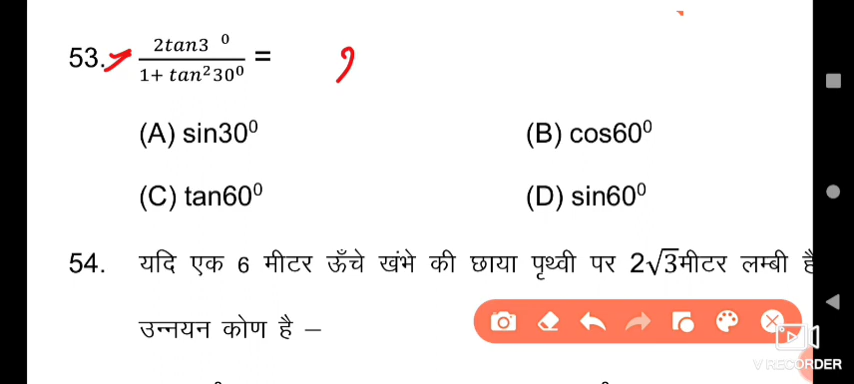 53. 2tan3 ⁰
1+ tan²30⁰ =
(A) sin30⁰ (B) cos60⁰
(C) tan60⁰ (D) sin60⁰
54. यदि एक 6 मीटर ऊँचे खंभे की छाया पृथ्वी पर 2√3मीटर लम्बी है
उन्नयन कोण है –
V RECORDER